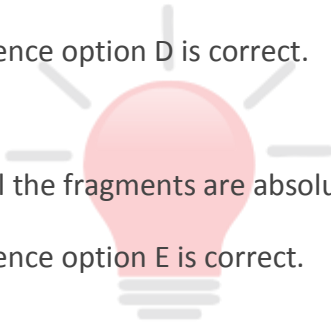 ence option D is correct.
l the fragments are absolu
ence option E is correct.